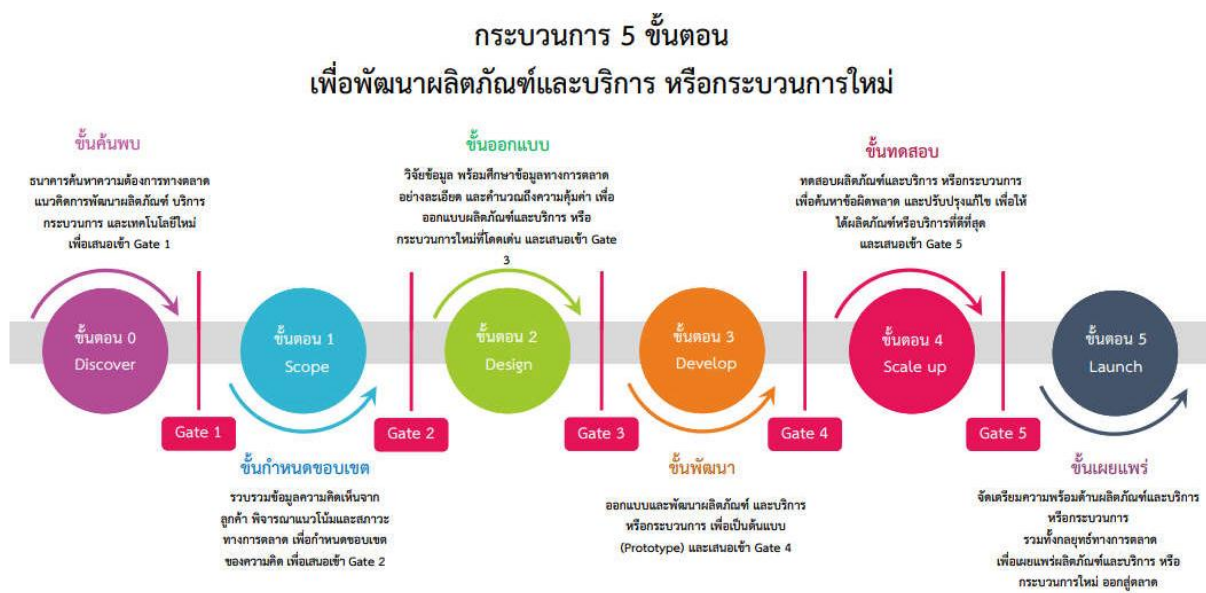 กระบวนการ 5 ขั้นตอน
เพื่อพัฒนาผลิตภัณฑ์และบริการ หรือกระบวนการใหม่
ขั้นค้นพบ
ธนาคารค้นหาความต้องการทางตลาด
แนวคิดการพัฒนาผลิตภัณฑ์ บริการ
กระบวนการ และเทคโนโลยีใหม่
เพื่อเสนอเข้า Gate 1
ขั้นออกแบบ
วิจัยข้อมูล พร้อมศึกษาข้อมูลทางการตลาด
อย่างละเอียด และคำนวณถึงความคุ้มค่า เพื่อ
ออกแบบผลิตภัณฑ์และบริการ หรือ
กระบวนการใหม่ที่โดดเด่น และเสนอเข้า Gate
3
ขั้นทดสอบ
ทดสอบผลิตภัณฑ์และบริการ หรือกระบวนการ
เพื่อค้นหาข้อผิดพลาด และปรับปรุงแก้ไข เพื่อให้
ได้ผลิตภัณฑ์หรือบริการที่ดีที่สุด
และเสนอเข้า Gate 5
ขั้นตอน 0
Discover
ขั้นตอน 1
Scope
ขั้นตอน 2
Design
ขั้นตอน 3
Develop
ขั้นตอน 4
Scale up
ขั้นตอน 5
Launch
Gate 1
Gate 2
Gate 3
Gate 4
Gate 5
ขั้นกำหนดขอบเขต
รวบรวมข้อมูลความคิดเห็นจาก
ลูกค้า พิจารณาแนวโน้มและสภาวะ
ทางการตลาด เพื่อกำหนดขอบเขต
ของความคิด เพื่อเสนอเข้า Gate 2
ขั้นพัฒนา
ออกแบบและพัฒนาผลิตภัณฑ์ และบริการ
หรือกระบวนการ เพื่อเป็นต้นแบบ
(Prototype) และเสนอเข้า Gate 4
ขั้นเผยแพร่
จัดเตรียมความพร้อมด้านผลิตภัณฑ์และบริการ
หรือกระบวนการ
รวมทั้งกลยุทธ์ทางการตลาด
เพื่อเผยแพร่ผลิตภัณฑ์และบริการ หรือ
กระบวนการใหม่ ออกสู่ตลาด